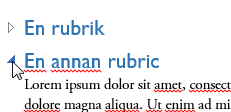 En rubrik
En annan rubric
Lorem ipsum dolor sit amet, consect
dolore magna aliqua. Ut enim ad mi